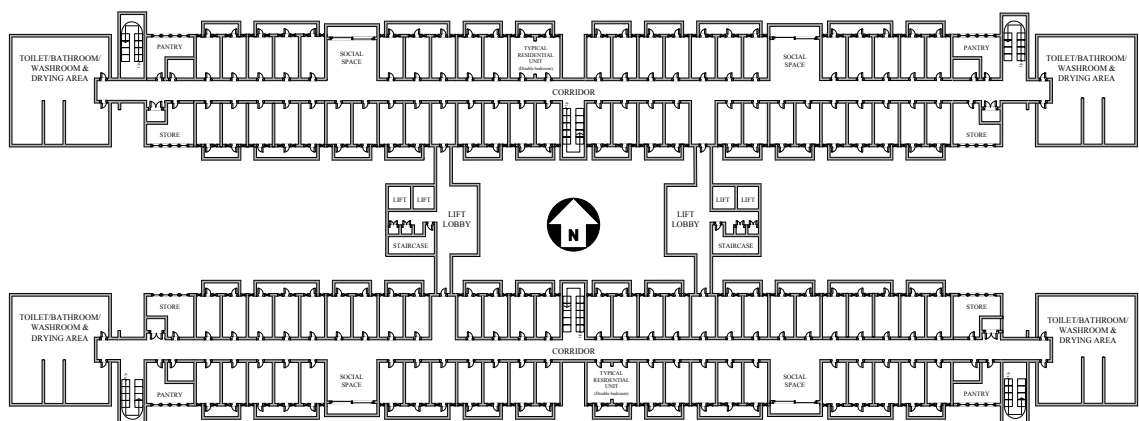 PANTRY
SOCIAL
SPACE
TYPICAL
RESIDENTIAL
UNIT
(Double bedroom)
SOCIAL
SPACE
PANTRY
TOILET/BATHROOM/
WASHROOM &
DRYING AREA
TOILET/BATHROOM/
WASHROOM &
DRYING AREA
CORRIDOR
STORE
STORE
LIFT
LIFT
LIFT
LOBBY
STAIRCASE
N
LIFT
LOBBY
LIFT
LIFT
STAIRCASE
STORE
STORE
TOILET/BATHROOM/
WASHROOM &
DRYING AREA
TOILET/BATHROOM/
WASHROOM &
DRYING AREA
CORRIDOR
PANTRY
SOCIAL
SPACE
TYPICAL
RESIDENTIAL
UNIT
(Double bedroom)
SOCIAL
SPACE
PANTRY